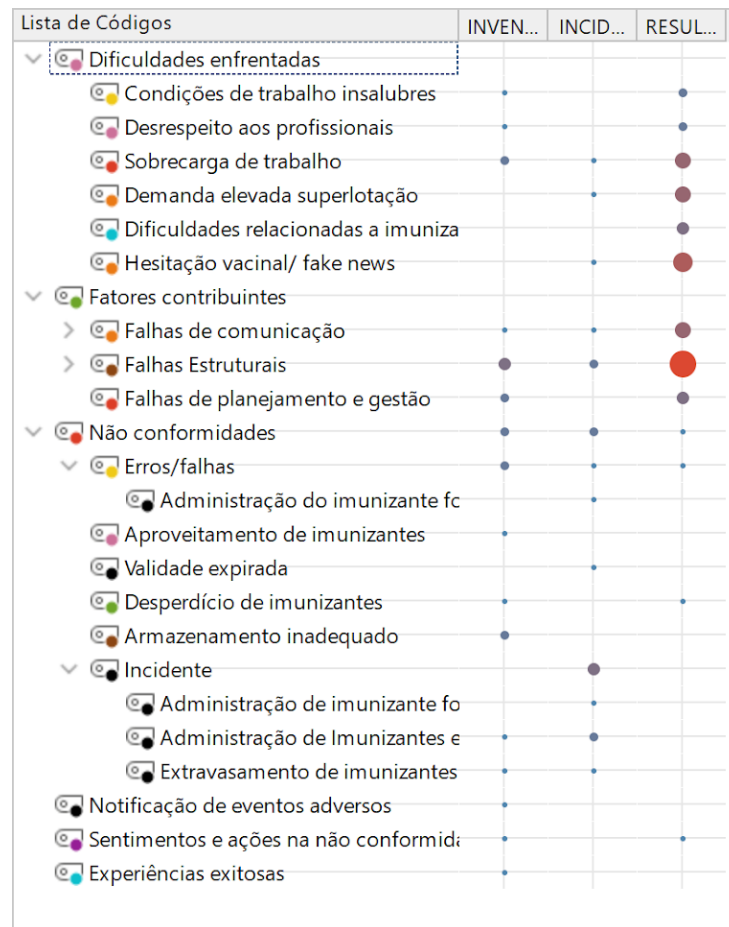 Lista de Códigos INVEN... INCID... RESUL...
Dificuldades enfrentadas
Condições de trabalho insalubres
Desrespeito aos profissionais
Sobrecarga de trabalho
Demanda elevada superlotação
Dificuldades relacionadas a imuniza
Hesitação vacinal/ fake news
Fatores contribuintes
Falhas de comunicação
Falhas Estruturais
Falhas de planejamento e gestão
Não conformidades
Erros/falhas
Administração do imunizante fo
Aproveitamento de imunizantes
Validade expirada
Desperdício de imunizantes
Armazenamento inadequado
Incidente
Administração de imunizante fo
Administração de Imunizantes e
Extravasamento de imunizantes
Notificação de eventos adversos
Sentimentos e ações na não conformida
Experiências exitosas